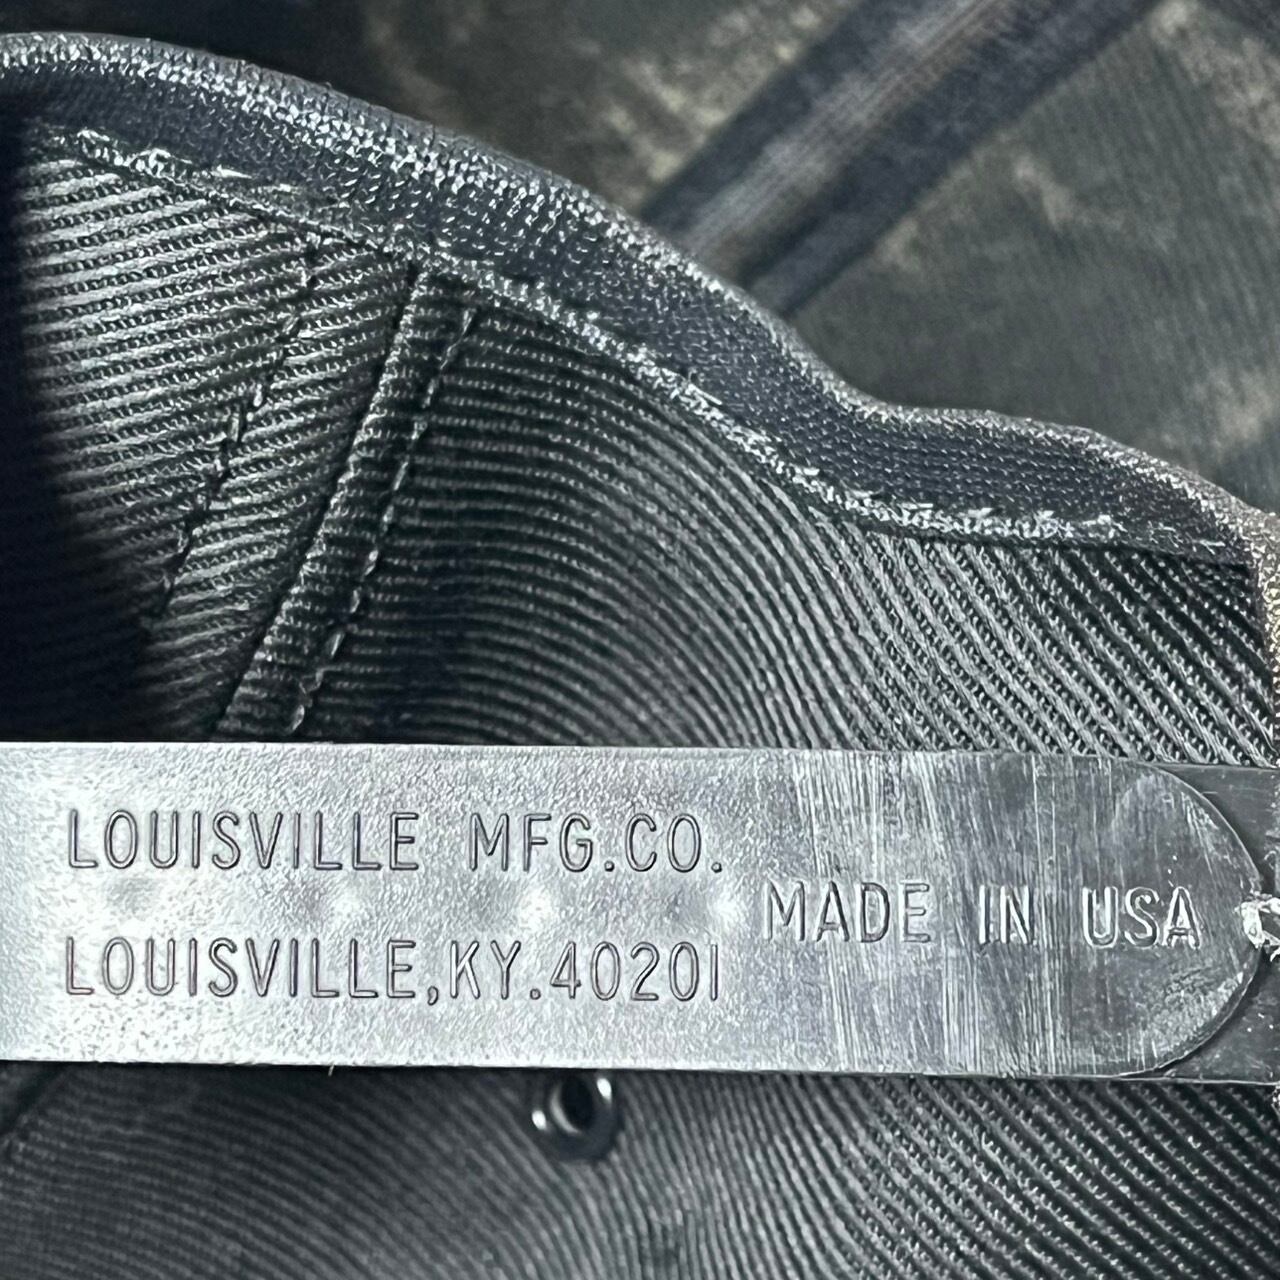 LOUISVILLE MFG.CO.
LOUISVILLE,KY.40201
MADE IN USA